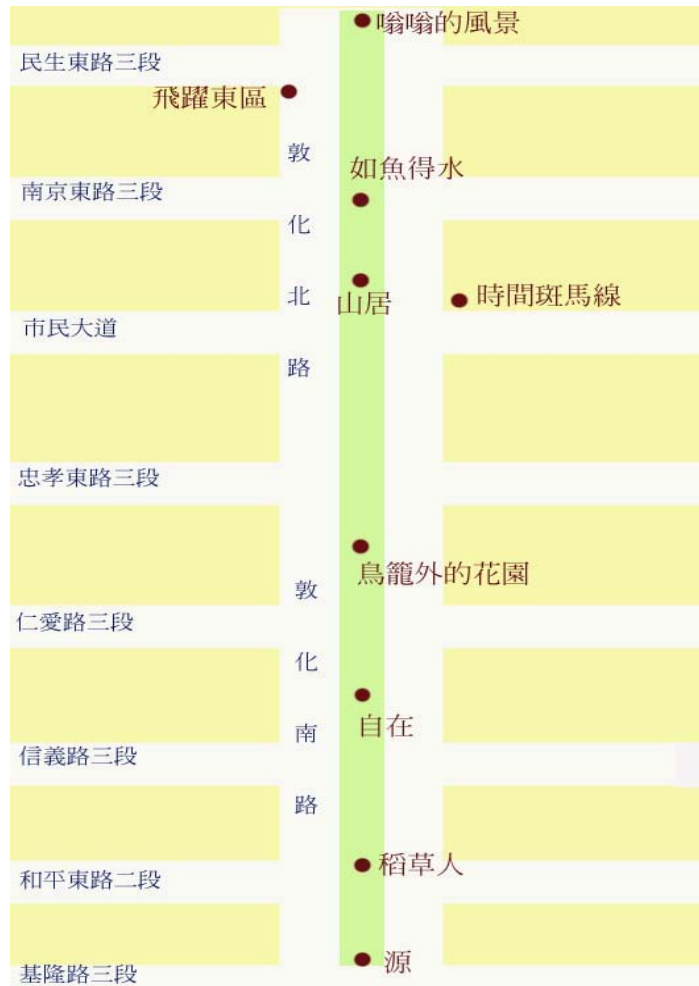 嗡嗡的風景
民生東路三段
飛躍東區
敦化北路
如魚得水
南京東路三段
山居
時間斑馬線
市民大道
忠孝東路三段
鳥籠外的花園
敦化南路
仁愛路三段
自在
信義路三段
稻草人
和平東路二段
源
基隆路三段